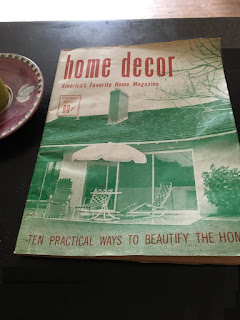 home decor
America's Favorite Home Magazine
TEN PRACTICAL WAYS TO BEAUTIFY THE HOM